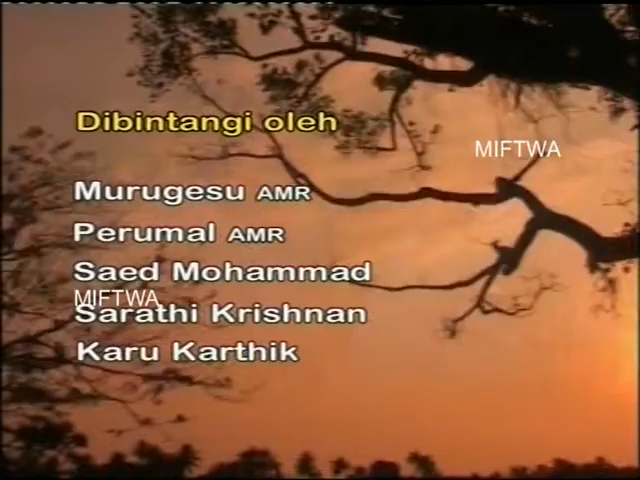 Dibintangi oleh
MIFTWA
Murugesu AMR
Perumal AMR
Saed Mohammad
MIFTWA
Sarathi Krishnan
Karu Karthik